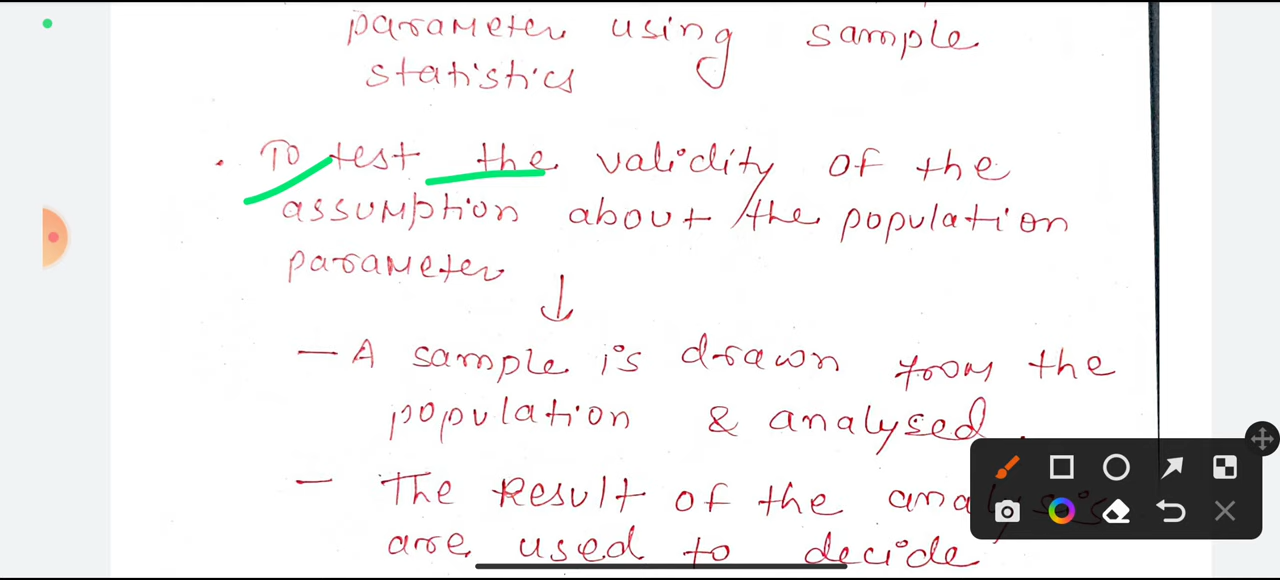 parameter using sample
statistics
• To test the validity of the
assumption about the population
parameter
↓
— A sample is drawn from the
population & analysed.
— The Result of the analysis
are used to decide